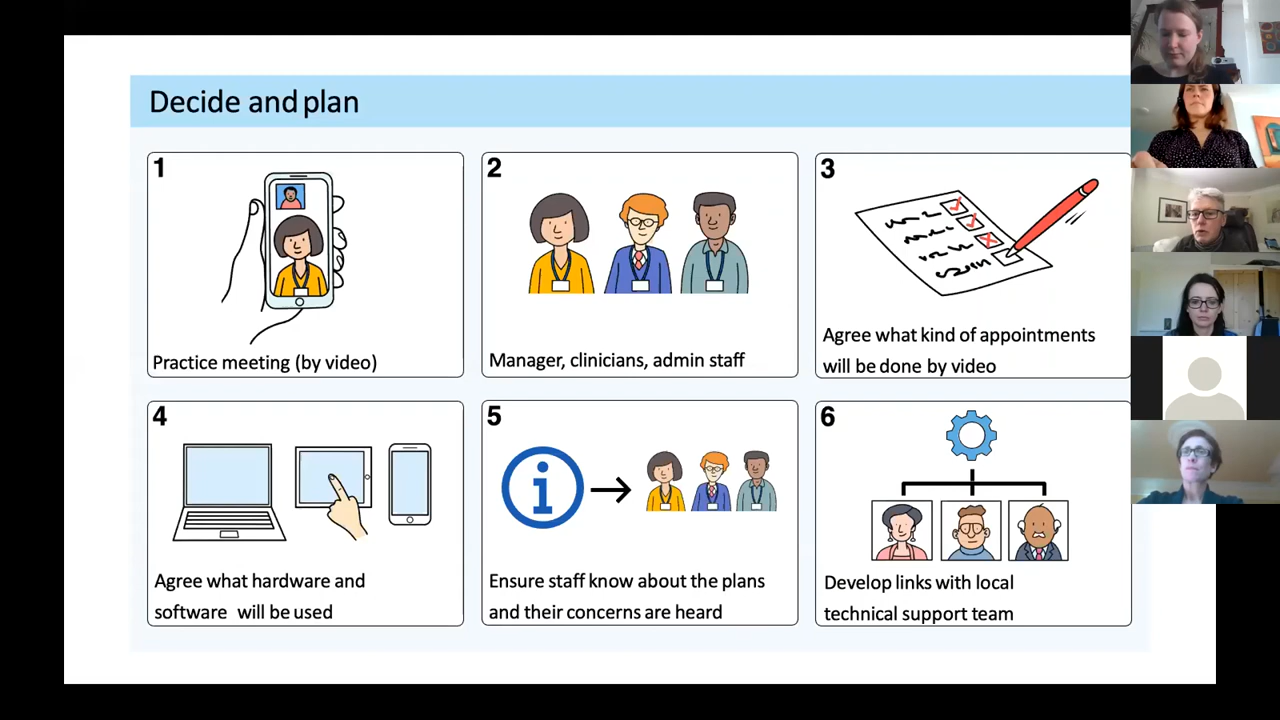 Decide and plan
1
Practice meeting (by video)
2
Manager, clinicians, admin staff
3
Agree what kind of appointments
will be done by video
4
Agree what hardware and
software will be used
5
i
Ensure staff know about the plans
and their concerns are heard
6
Develop links with local
technical support team